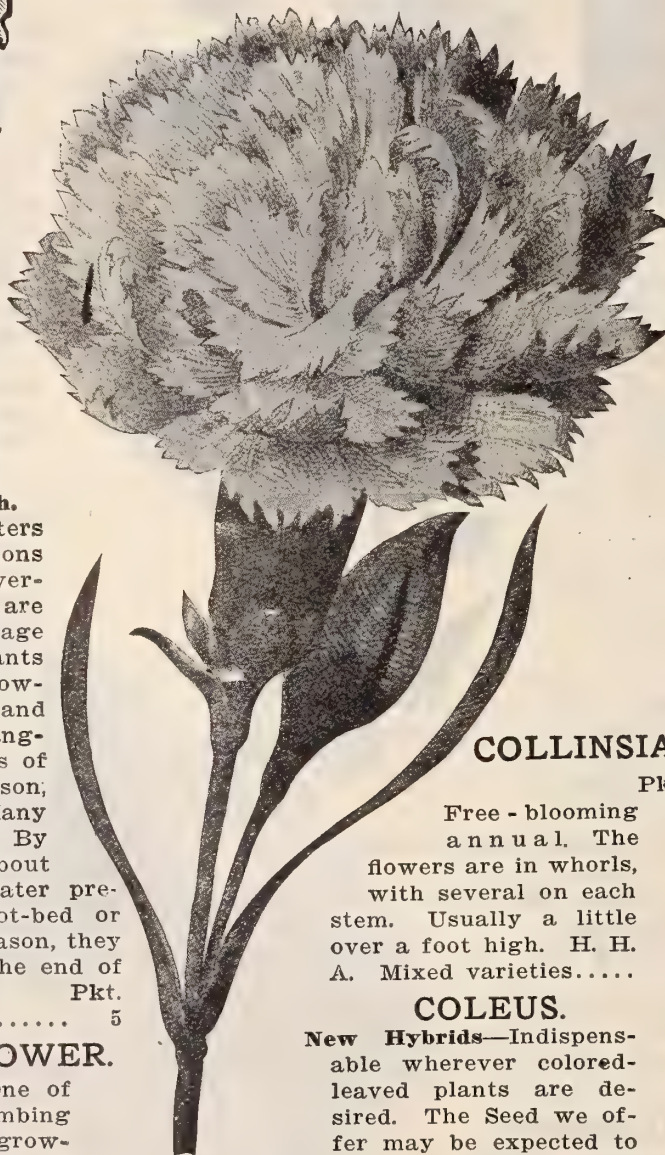 h.
ters
ons
ver-
are
age
ants
ow-
and
ng-
s of
son;
any
By
bout
ater pre-
ot-bed or
ason, they
he end of
Pkt.
...... 5
OWER.
ne of
mbing
grow-
COLLINSIA
Pk
Free - blooming
annual. The
flowers are in whorls,
with several on each
stem. Usually a little
over a foot high. H. H.
A. Mixed varieties.....
COLEUS.
New Hybrids—Indispens-
able wherever colored-
leaved plants are de-
sired. The Seed we of-
fer may be expected to